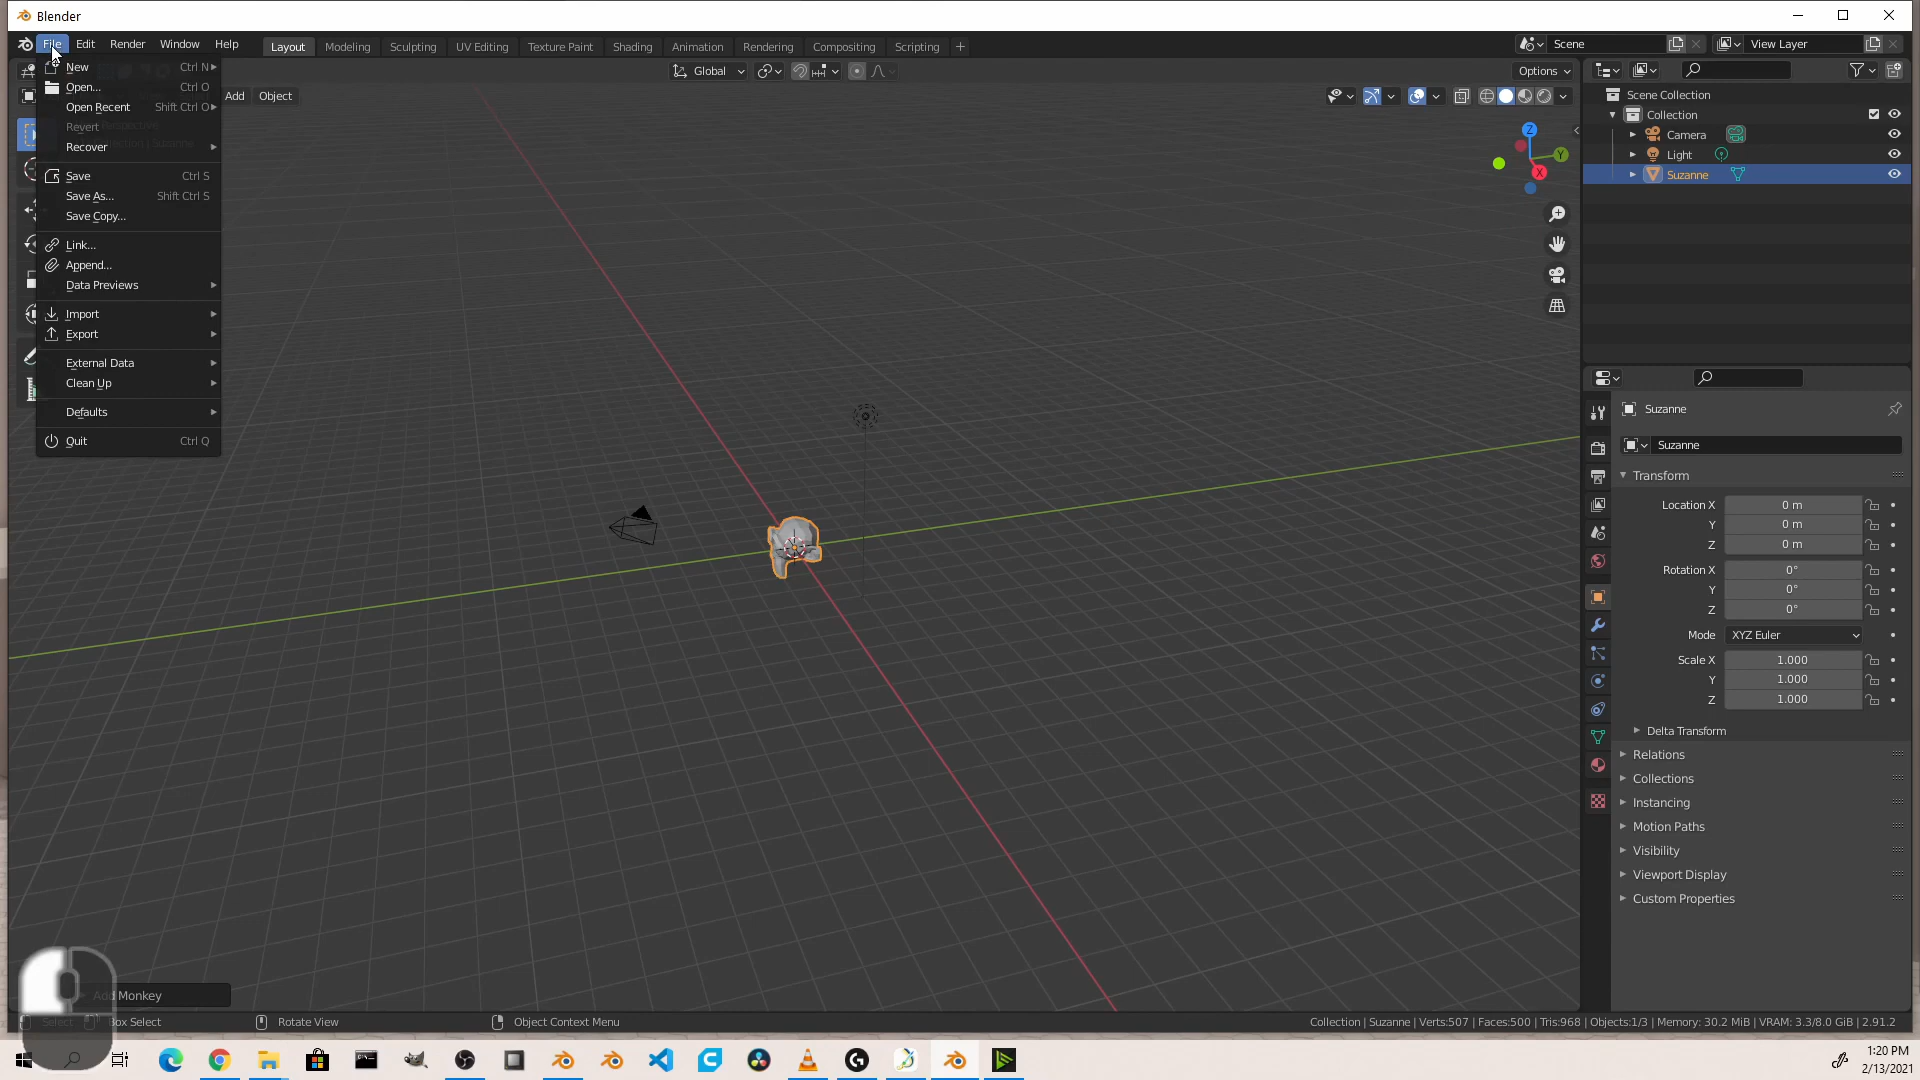 Blender
File Edit Render Window Help Layout Modeling Sculpting UV Editing Texture Paint Shading Animation Rendering Compositing Scripting + Scene View Layer
New Ctrl N
Open... Ctrl O
Open Recent Shift Ctrl O
Revert
Recover
Save Ctrl S
Save As... Shift Ctrl S
Save Copy...
Link...
Append...
Data Previews
Import
Export
External Data
Clean Up
Defaults
Quit Ctrl Q
Global
Options
Add Object
Z
Y
X
Scene Collection
Collection
Camera
Light
Suzanne
Suzanne
Suzanne
Transform
Location X 0 m
Y 0 m
Z 0 m
Rotation X 0°
Y 0°
Z 0°
Mode XYZ Euler
Scale X 1.000
Y 1.000
Z 1.000
Delta Transform
Relations
Collections
Instancing
Motion Paths
Visibility
Viewport Display
Custom Properties
Add Monkey
Select Box Select Rotate View Object Context Menu Collection | Suzanne | Verts:507 | Faces:500 | Tris:968 | Objects:1/3 | Memory: 30.2 MiB | VRAM: 3.3/8.0 GiB | 2.91.2
1:20 PM
2/13/2021